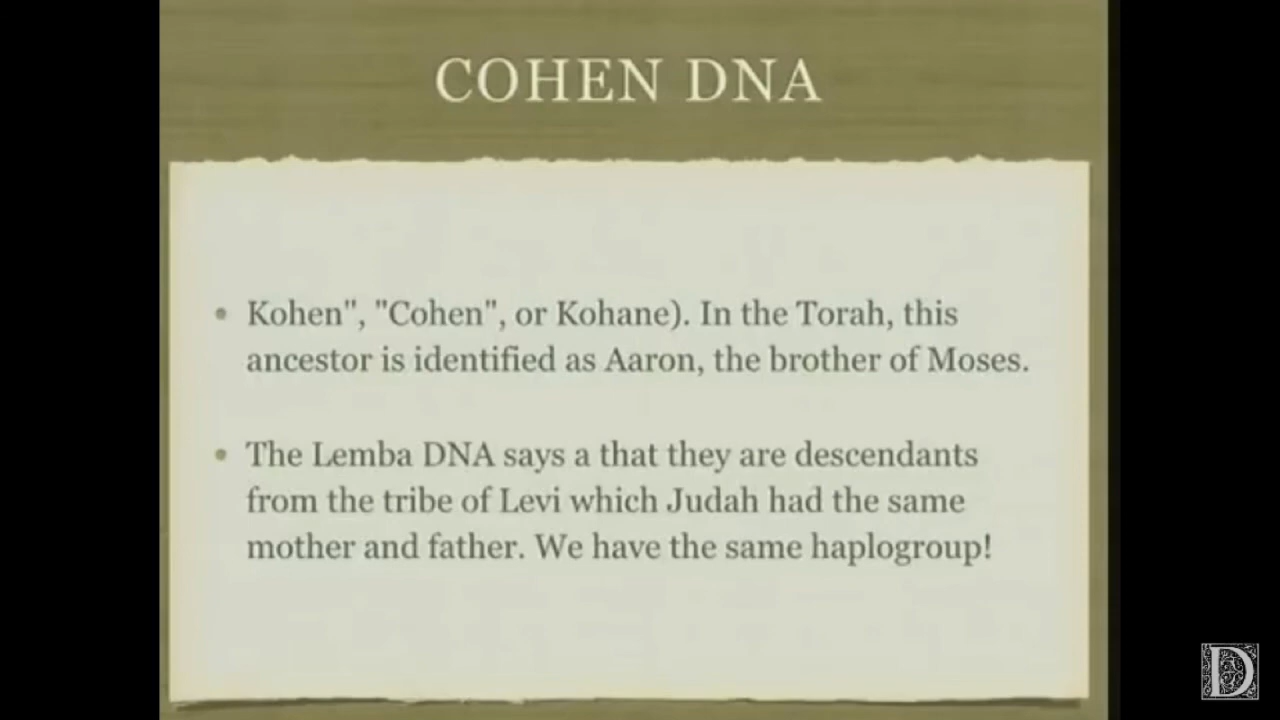 COHEN DNA
• Kohen", "Cohen", or Kohane). In the Torah, this
ancestor is identified as Aaron, the brother of Moses.
• The Lemba DNA says a that they are descendants
from the tribe of Levi which Judah had the same
mother and father. We have the same haplogroup!
D